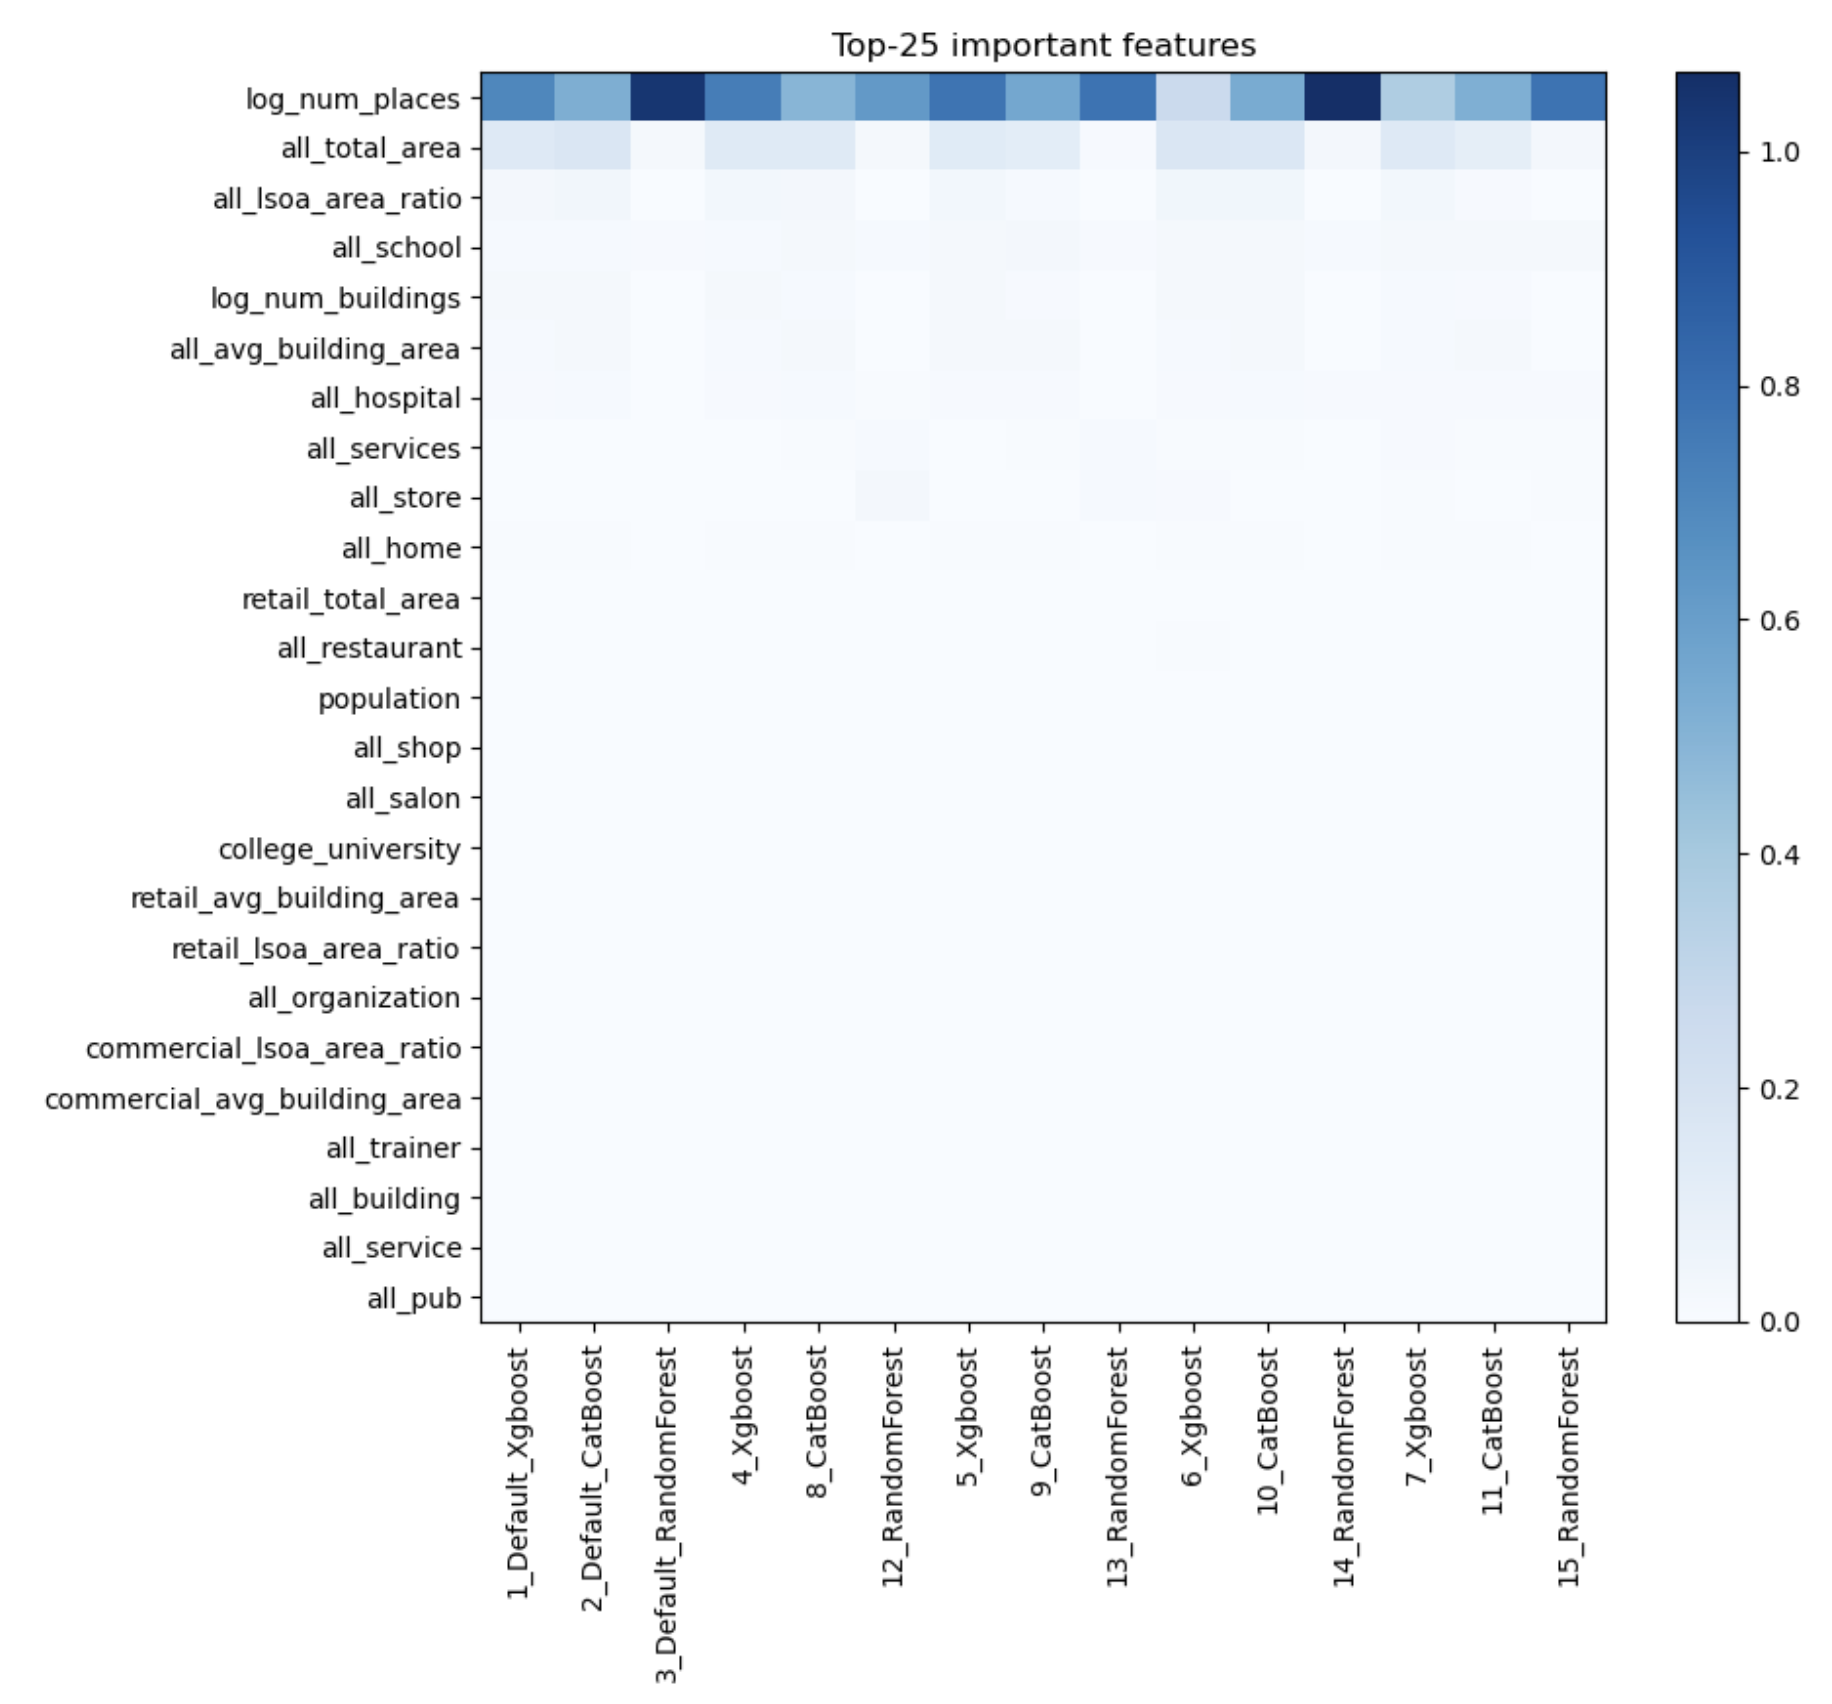 Top-25 important features
log_num_places
all_total_area
all_lsoa_area_ratio
all_school
log_num_buildings
all_avg_building_area
all_hospital
all_services
all_store
all_home
retail_total_area
all_restaurant
population
all_shop
all_salon
college_university
retail_avg_building_area
retail_lsoa_area_ratio
all_organization
commercial_lsoa_area_ratio
commercial_avg_building_area
all_trainer
all_building
all_service
all_pub
1_Default_Xgboost
2_Default_CatBoost
3_Default_RandomForest
4_Xgboost
8_CatBoost
12_RandomForest
5_Xgboost
9_CatBoost
13_RandomForest
6_Xgboost
10_CatBoost
14_RandomForest
7_Xgboost
11_CatBoost
15_RandomForest
1.0
0.8
0.6
0.4
0.2
0.0